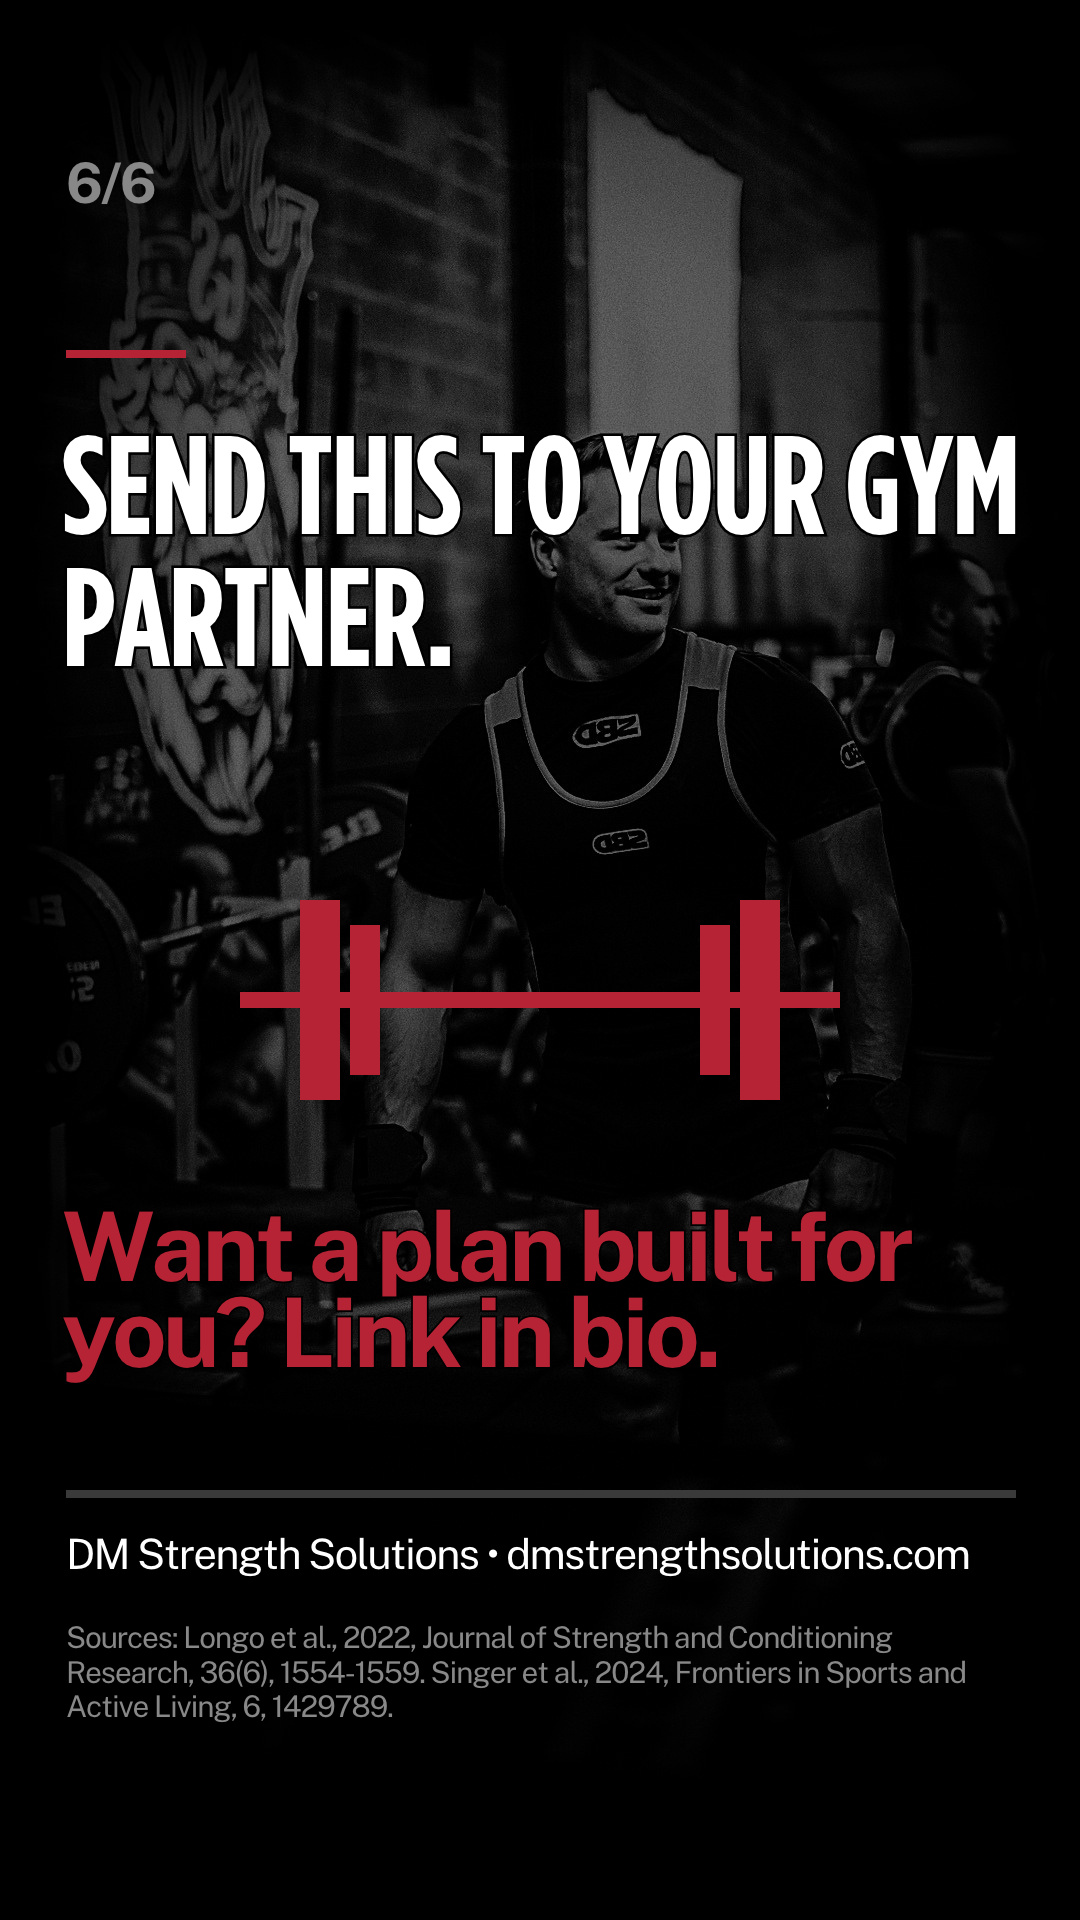 6/6
SEND THIS TO YOUR GYM
PARTNER.
Want a plan built for
you? Link in bio.
DM Strength Solutions • dmstrengthsolutions.com
Sources: Longo et al., 2022, Journal of Strength and Conditioning
Research, 36(6), 1554-1559. Singer et al., 2024, Frontiers in Sports and
Active Living, 6, 1429789.